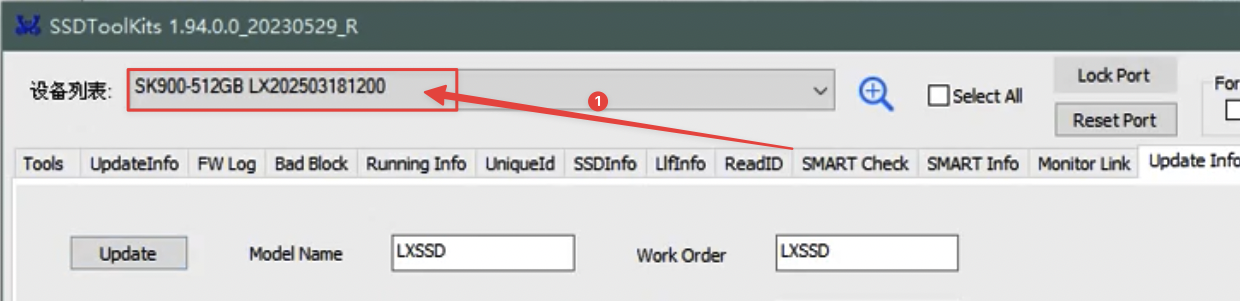 SSDToolKits 1.94.0.0_20230529_R
设备列表: SK900-512GB LX202503181200 1 Select All Lock Port For
Reset Port
Tools UpdateInfo FW Log Bad Block Running Info UniqueId SSDInfo LlfInfo ReadID SMART Check SMART Info Monitor Link Update Info
Update Model Name LXSSD Work Order LXSSD